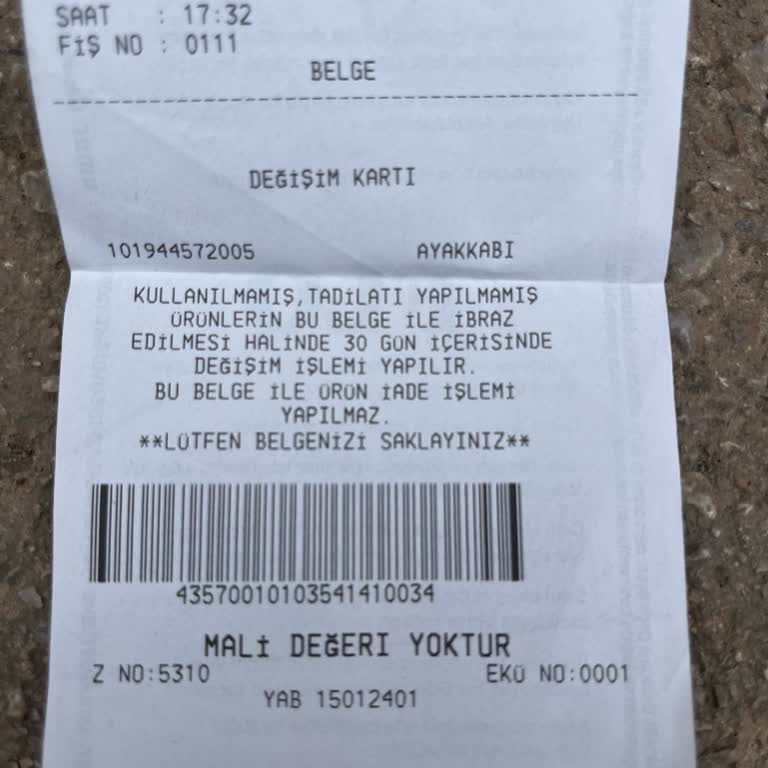 SAAT : 17:32
FİŞ NO : 0111
BELGE
DEĞİŞİM KARTI
101944572005 AYAKKABI
KULLANILMAMIŞ,TADİLATI YAPILMAMIŞ
ÜRÜNLERİN BU BELGE İLE İBRAZ
EDİLMESİ HALİNDE 30 GÜN İÇERİSİNDE
DEĞİŞİM İŞLEMİ YAPILIR.
BU BELGE İLE ÜRÜN İADE İŞLEMİ
YAPILMAZ.
**LÜTFEN BELGENİZİ SAKLAYINIZ**
43570010103541410034
MALİ DEĞERI YOKTUR
Z NO:5310 EKÜ NO:0001
YAB 15012401